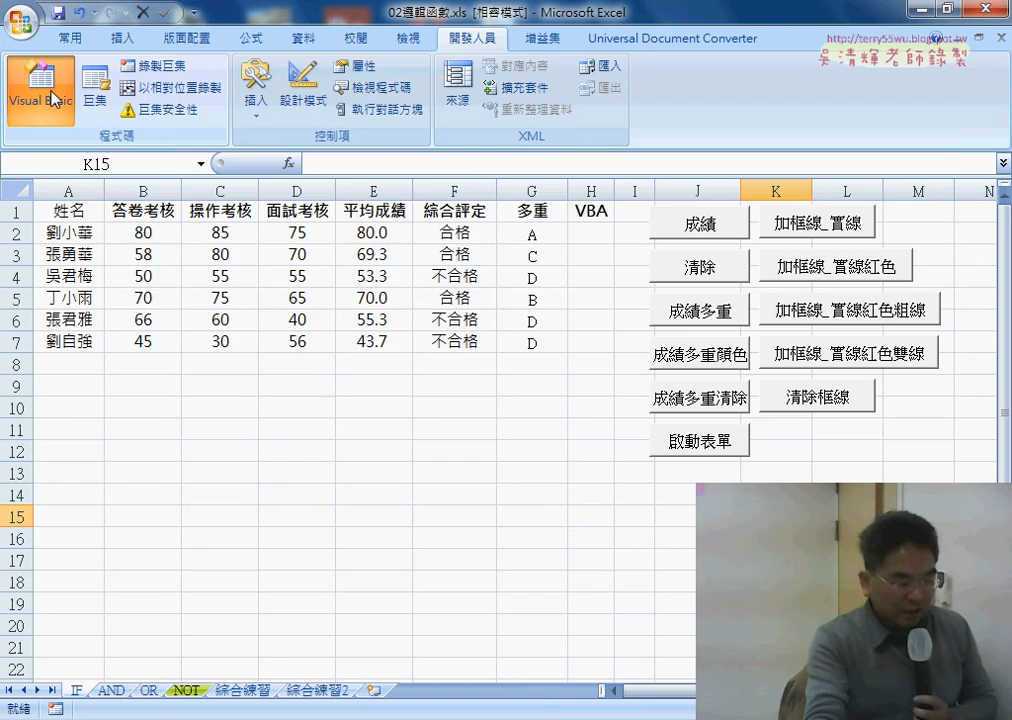 02邏輯函數.xls [相容模式] - Microsoft Excel
常用 插入 版面配置 公式 資料 校閱 檢視 開發人員 增益集 Universal Document Converter
http://terry55wu.blogspot.tw
吳清輝老師錄製
Visual Basic
巨集
錄製巨集
以相對位置錄製
巨集安全性
程式碼
插入
設計模式
屬性
檢視程式碼
執行對話方塊
控制項
來源
對應內容
擴充套件
重新整理資料
匯入
匯出
XML
K15 fx
A B C D E F G H I J K L M N
1 姓名 答卷考核 操作考核 面試考核 平均成績 綜合評定 多重 VBA
2 劉小華 80 85 75 80.0 合格 A
3 張勇華 58 80 70 69.3 合格 C
4 吳君梅 50 55 55 53.3 不合格 D
5 丁小雨 70 75 65 70.0 合格 B
6 張君雅 66 60 40 55.3 不合格 D
7 劉自強 45 30 56 43.7 不合格 D
8
9
10
11
12
13
14
15
16
17
18
19
20
21
22
成績 加框線_實線
清除 加框線_實線紅色
成績多重 加框線_實線紅色粗線
成績多重顏色 加框線_實線紅色雙線
成績多重清除 清除框線
啟動表單
IF AND OR NOT 綜合練習 綜合練習2
就緒